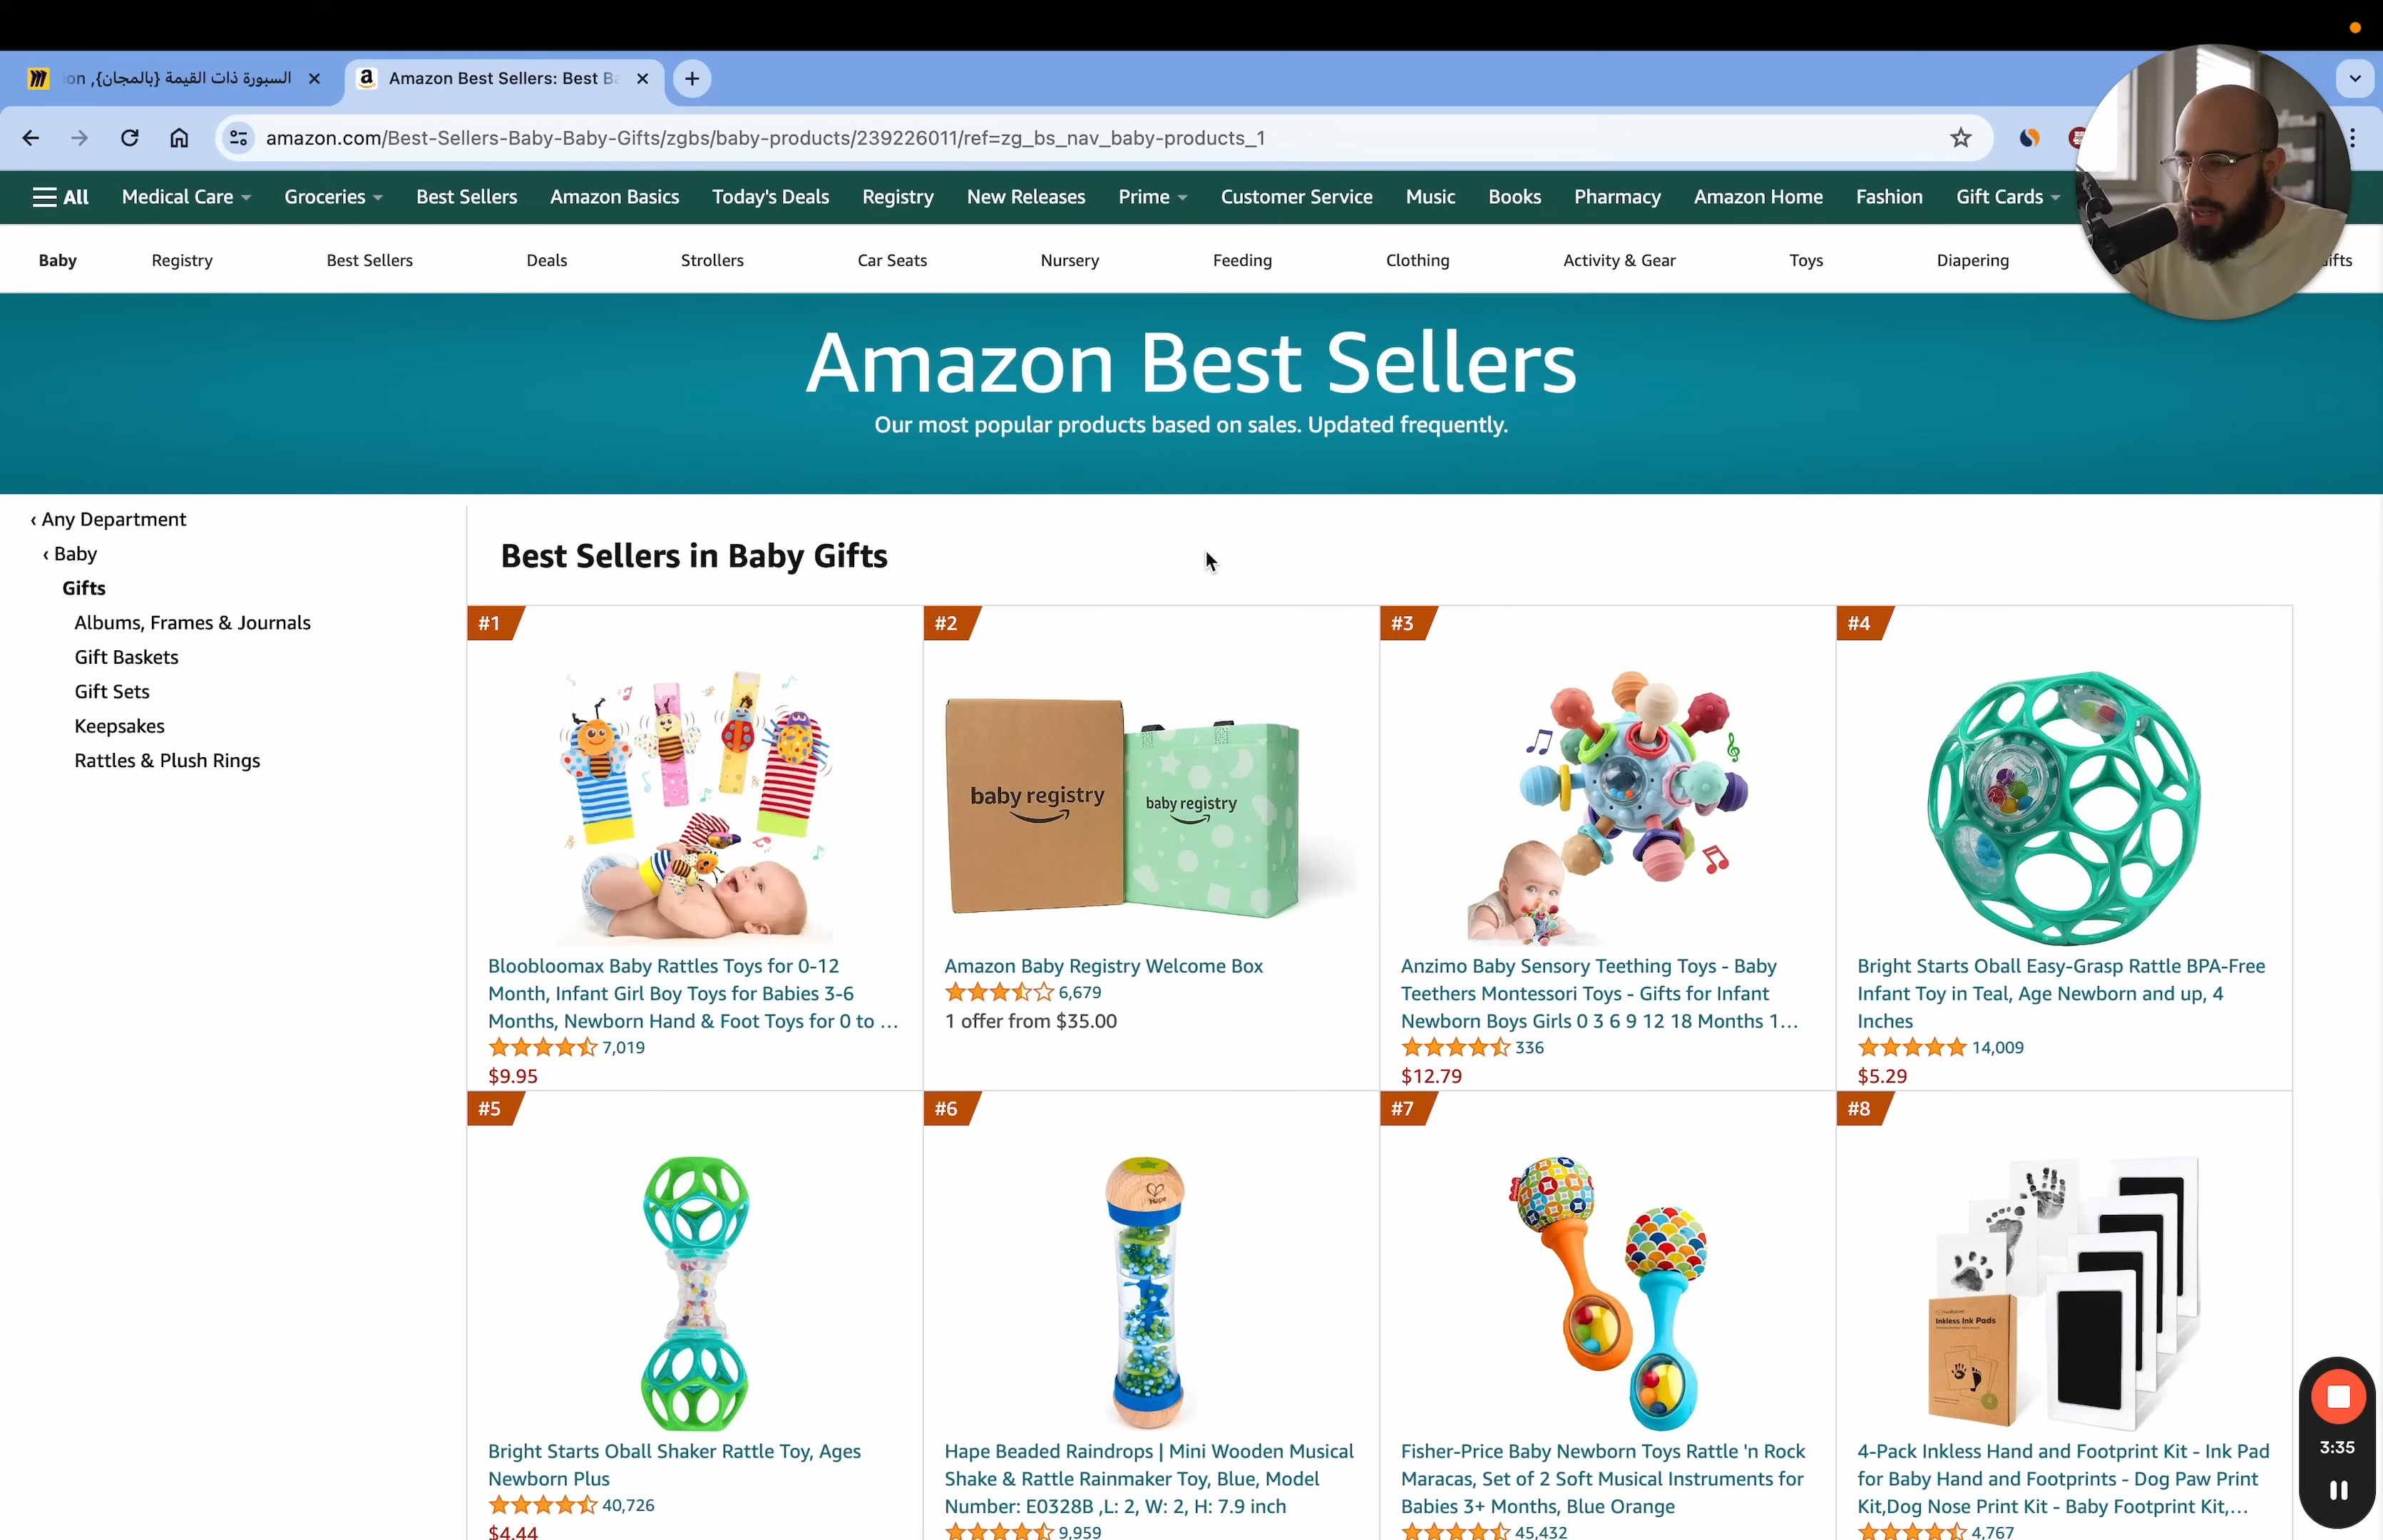 السبورة ذات القيمة {بالمجان}, ion
Amazon Best Sellers: Best Ba
amazon.com/Best-Sellers-Baby-Baby-Gifts/zgbs/baby-products/239226011/ref=zg_bs_nav_baby-products_1
All Medical Care Groceries Best Sellers Amazon Basics Today's Deals Registry New Releases Prime Customer Service Music Books Pharmacy Amazon Home Fashion Gift Cards
Baby Registry Best Sellers Deals Strollers Car Seats Nursery Feeding Clothing Activity & Gear Toys Diapering ifts
Amazon Best Sellers
Our most popular products based on sales. Updated frequently.
‹ Any Department
‹ Baby
Gifts
Albums, Frames & Journals
Gift Baskets
Gift Sets
Keepsakes
Rattles & Plush Rings
Best Sellers in Baby Gifts
#1
Bloobloomax Baby Rattles Toys for 0-12
Month, Infant Girl Boy Toys for Babies 3-6
Months, Newborn Hand & Foot Toys for 0 to …
7,019
$9.95
#2
baby registry
baby registry
Amazon Baby Registry Welcome Box
6,679
1 offer from $35.00
#3
Anzimo Baby Sensory Teething Toys - Baby
Teethers Montessori Toys - Gifts for Infant
Newborn Boys Girls 0 3 6 9 12 18 Months 1…
336
$12.79
#4
Bright Starts Oball Easy-Grasp Rattle BPA-Free
Infant Toy in Teal, Age Newborn and up, 4
Inches
14,009
$5.29
#5
Bright Starts Oball Shaker Rattle Toy, Ages
Newborn Plus
40,726
$4.44
#6
Hape
Hape Beaded Raindrops | Mini Wooden Musical
Shake & Rattle Rainmaker Toy, Blue, Model
Number: E0328B ,L: 2, W: 2, H: 7.9 inch
9,959
#7
Fisher-Price Baby Newborn Toys Rattle 'n Rock
Maracas, Set of 2 Soft Musical Instruments for
Babies 3+ Months, Blue Orange
45,432
#8
Inkless Ink Pads
4-Pack Inkless Hand and Footprint Kit - Ink Pad
for Baby Hand and Footprints - Dog Paw Print
Kit,Dog Nose Print Kit - Baby Footprint Kit,…
4,767
3:35